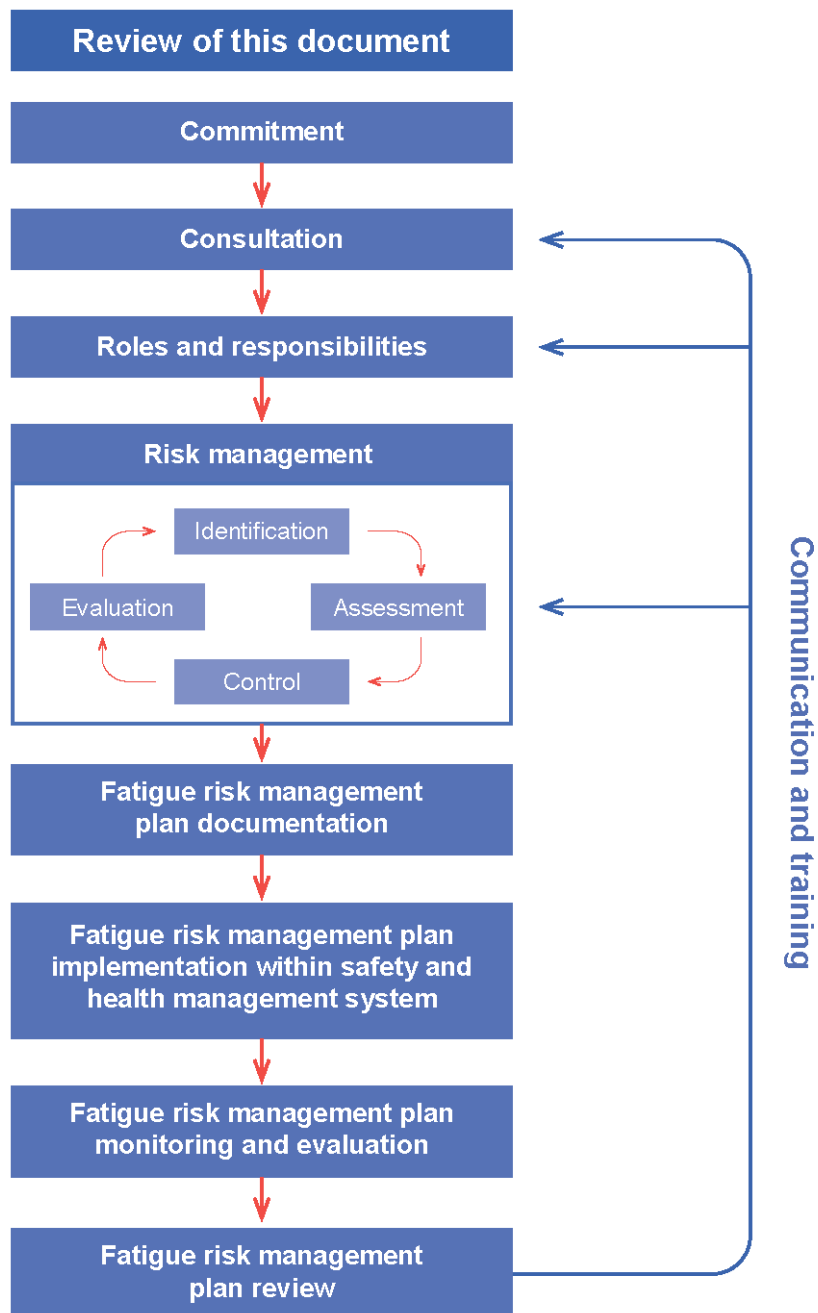 Review of this document
Commitment
Consultation
Roles and responsibilities
Risk management
Identification
Evaluation
Assessment
Control
Fatigue risk management
plan documentation
Fatigue risk management plan
implementation within safety and
health management system
Fatigue risk management plan
monitoring and evaluation
Fatigue risk management
plan review
Communication and training